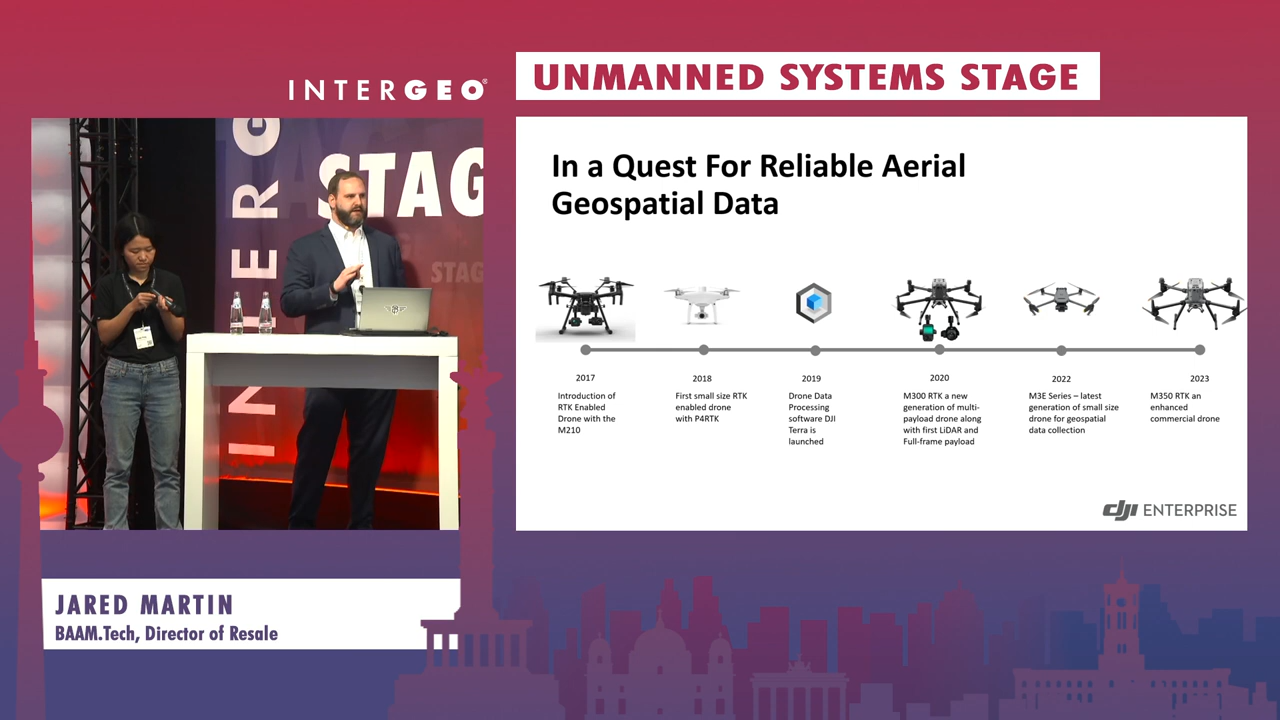 INTERGEO®
UNMANNED SYSTEMS STAGE
INTERG
STAG
STAG
In a Quest For Reliable Aerial
Geospatial Data
2017
Introduction of
RTK Enabled
Drone with the
M210
2018
First small size RTK
enabled drone
with P4RTK
2019
Drone Data
Processing
software DJI
Terra is
launched
2020
M300 RTK a new
generation of multi-
payload drone along
with first LiDAR and
Full-frame payload
2022
M3E Series – latest
generation of small size
drone for geospatial
data collection
2023
M350 RTK an
enhanced
commercial drone
dji ENTERPRISE
JARED MARTIN
BAAM.Tech, Director of Resale